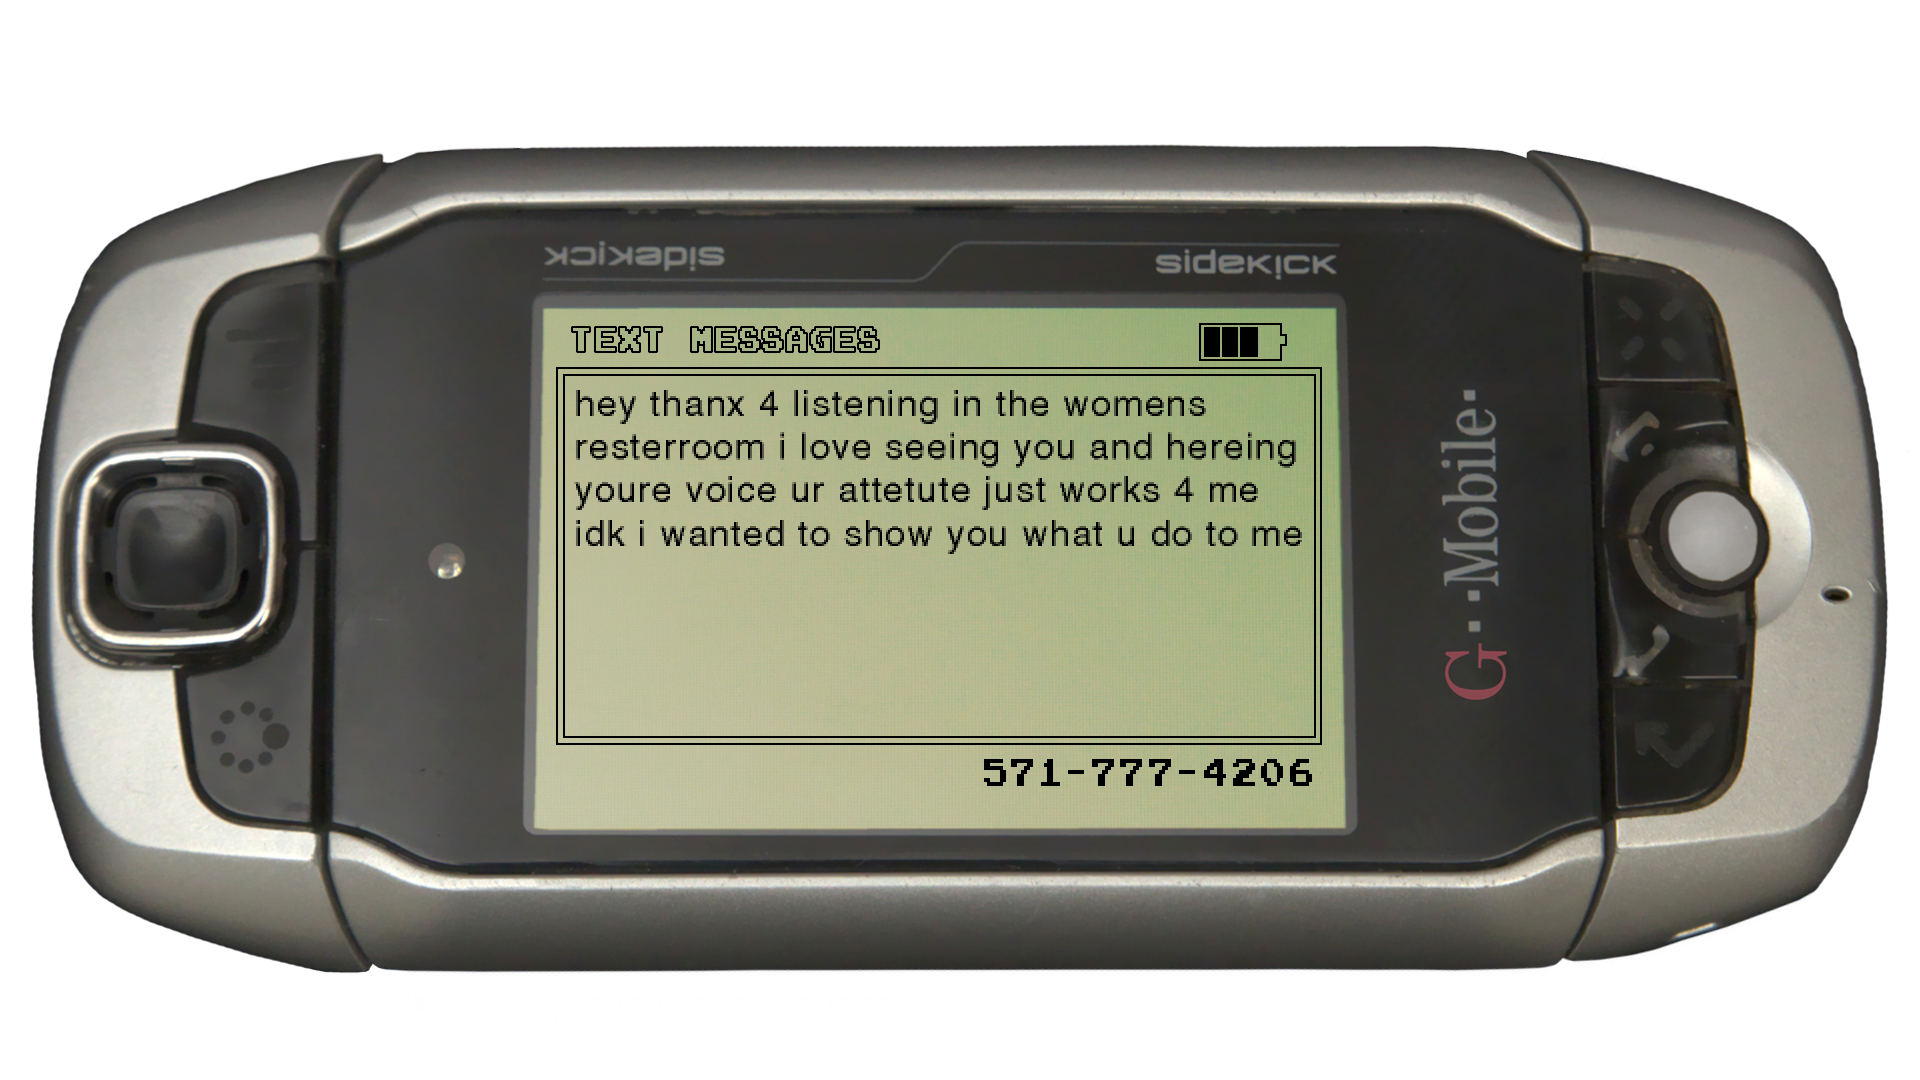 sidekick
sidekick
TEXT MESSAGES
hey thanx 4 listening in the womens
resterroom i love seeing you and hereing
youre voice ur attetute just works 4 me
idk i wanted to show you what u do to me
571-777-4206
G··Mobile·